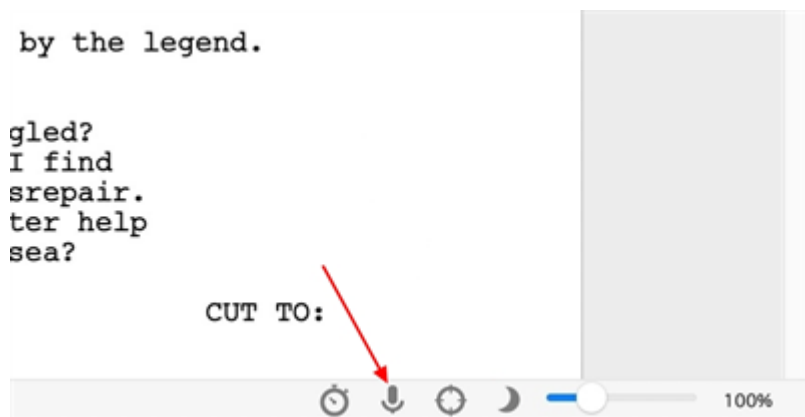 by the legend.
gled?
I find
srepair.
ter help
sea?
CUT TO:
100%